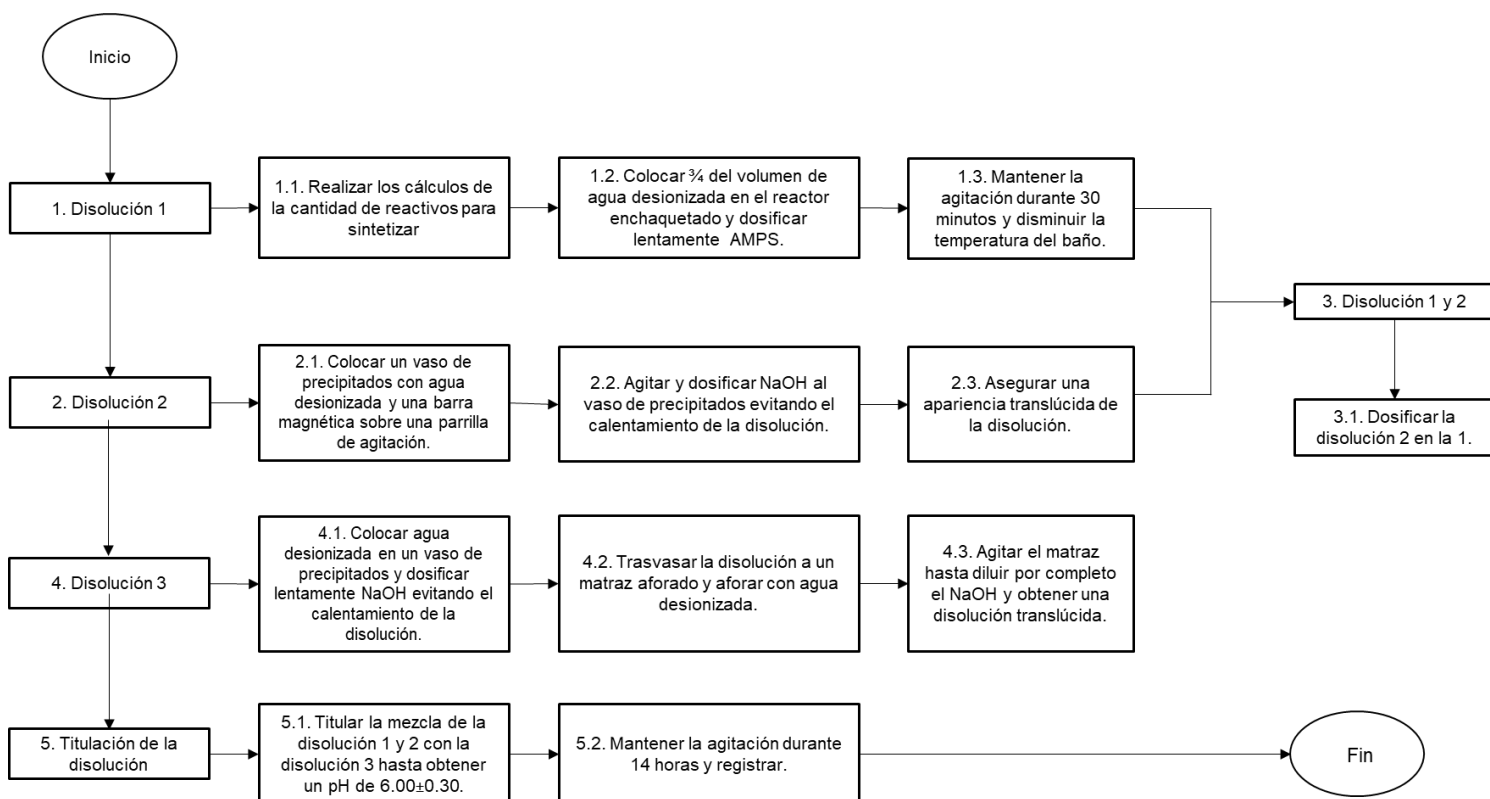 Inicio
1. Disolución 1
1.1. Realizar los cálculos de
la cantidad de reactivos para
sintetizar
1.2. Colocar ¾ del volumen de
agua desionizada en el reactor
enchaquetado y dosificar
lentamente AMPS.
1.3. Mantener la
agitación durante 30
minutos y disminuir la
temperatura del baño.
2. Disolución 2
2.1. Colocar un vaso de
precipitados con agua
desionizada y una barra
magnética sobre una parrilla
de agitación.
2.2. Agitar y dosificar NaOH al
vaso de precipitados evitando el
calentamiento de la disolución.
2.3. Asegurar una
apariencia translúcida de
la disolución.
3. Disolución 1 y 2
3.1. Dosificar la
disolución 2 en la 1.
4. Disolución 3
4.1. Colocar agua
desionizada en un vaso de
precipitados y dosificar
lentamente NaOH evitando el
calentamiento de la
disolución.
4.2. Trasvasar la disolución a un
matraz aforado y aforar con agua
desionizada.
4.3. Agitar el matraz
hasta diluir por completo
el NaOH y obtener una
disolución translúcida.
5. Titulación de la
disolución
5.1. Titular la mezcla de la
disolución 1 y 2 con la
disolución 3 hasta obtener
un pH de 6.00±0.30.
5.2. Mantener la agitación durante
14 horas y registrar.
Fin